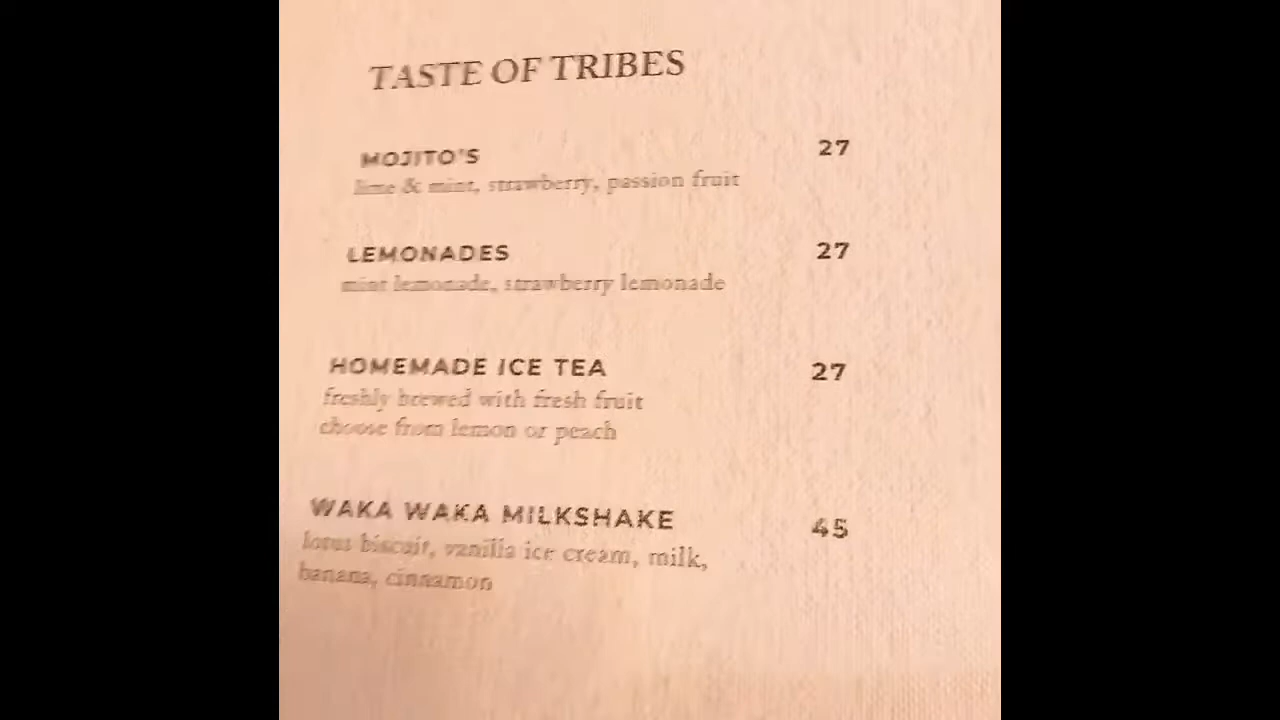 TASTE OF TRIBES
MOJITO'S 27
lime & mint, strawberry, passion fruit
LEMONADES 27
mint lemonade, strawberry lemonade
HOMEMADE ICE TEA 27
freshly brewed with fresh fruit
choose from lemon or peach
WAKA WAKA MILKSHAKE 45
lotus biscuit, vanilla ice cream, milk,
banana, cinnamon